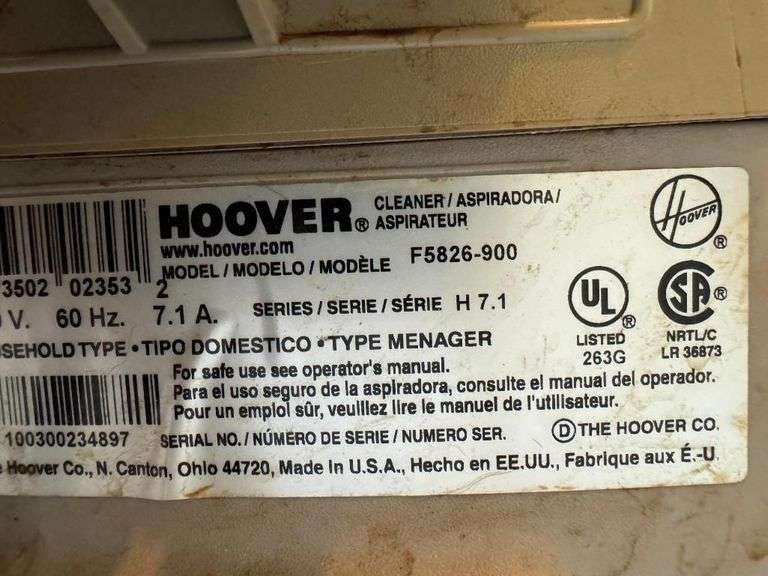 HOOVER® CLEANER / ASPIRADORA / ASPIRATEUR
www.hoover.com
MODEL / MODELO / MODÈLE F5826-900
HOOVER ®
3502 02353 2
V. 60 Hz. 7.1 A. SERIES / SERIE / SÉRIE H 7.1
UL ® LISTED 263G
SA ® NRTL/C LR 36873
SEHOLD TYPE • TIPO DOMESTICO • TYPE MENAGER
For safe use see operator's manual.
Para el uso seguro de la aspiradora, consulte el manual del operador.
Pour un emploi sûr, veuillez lire le manuel de l'utilisateur.
100300234897 SERIAL NO. / NÚMERO DE SERIE / NUMERO SER. Ⓓ THE HOOVER CO.
Hoover Co., N. Canton, Ohio 44720, Made In U.S.A., Hecho en EE.UU., Fabrique aux É.-U